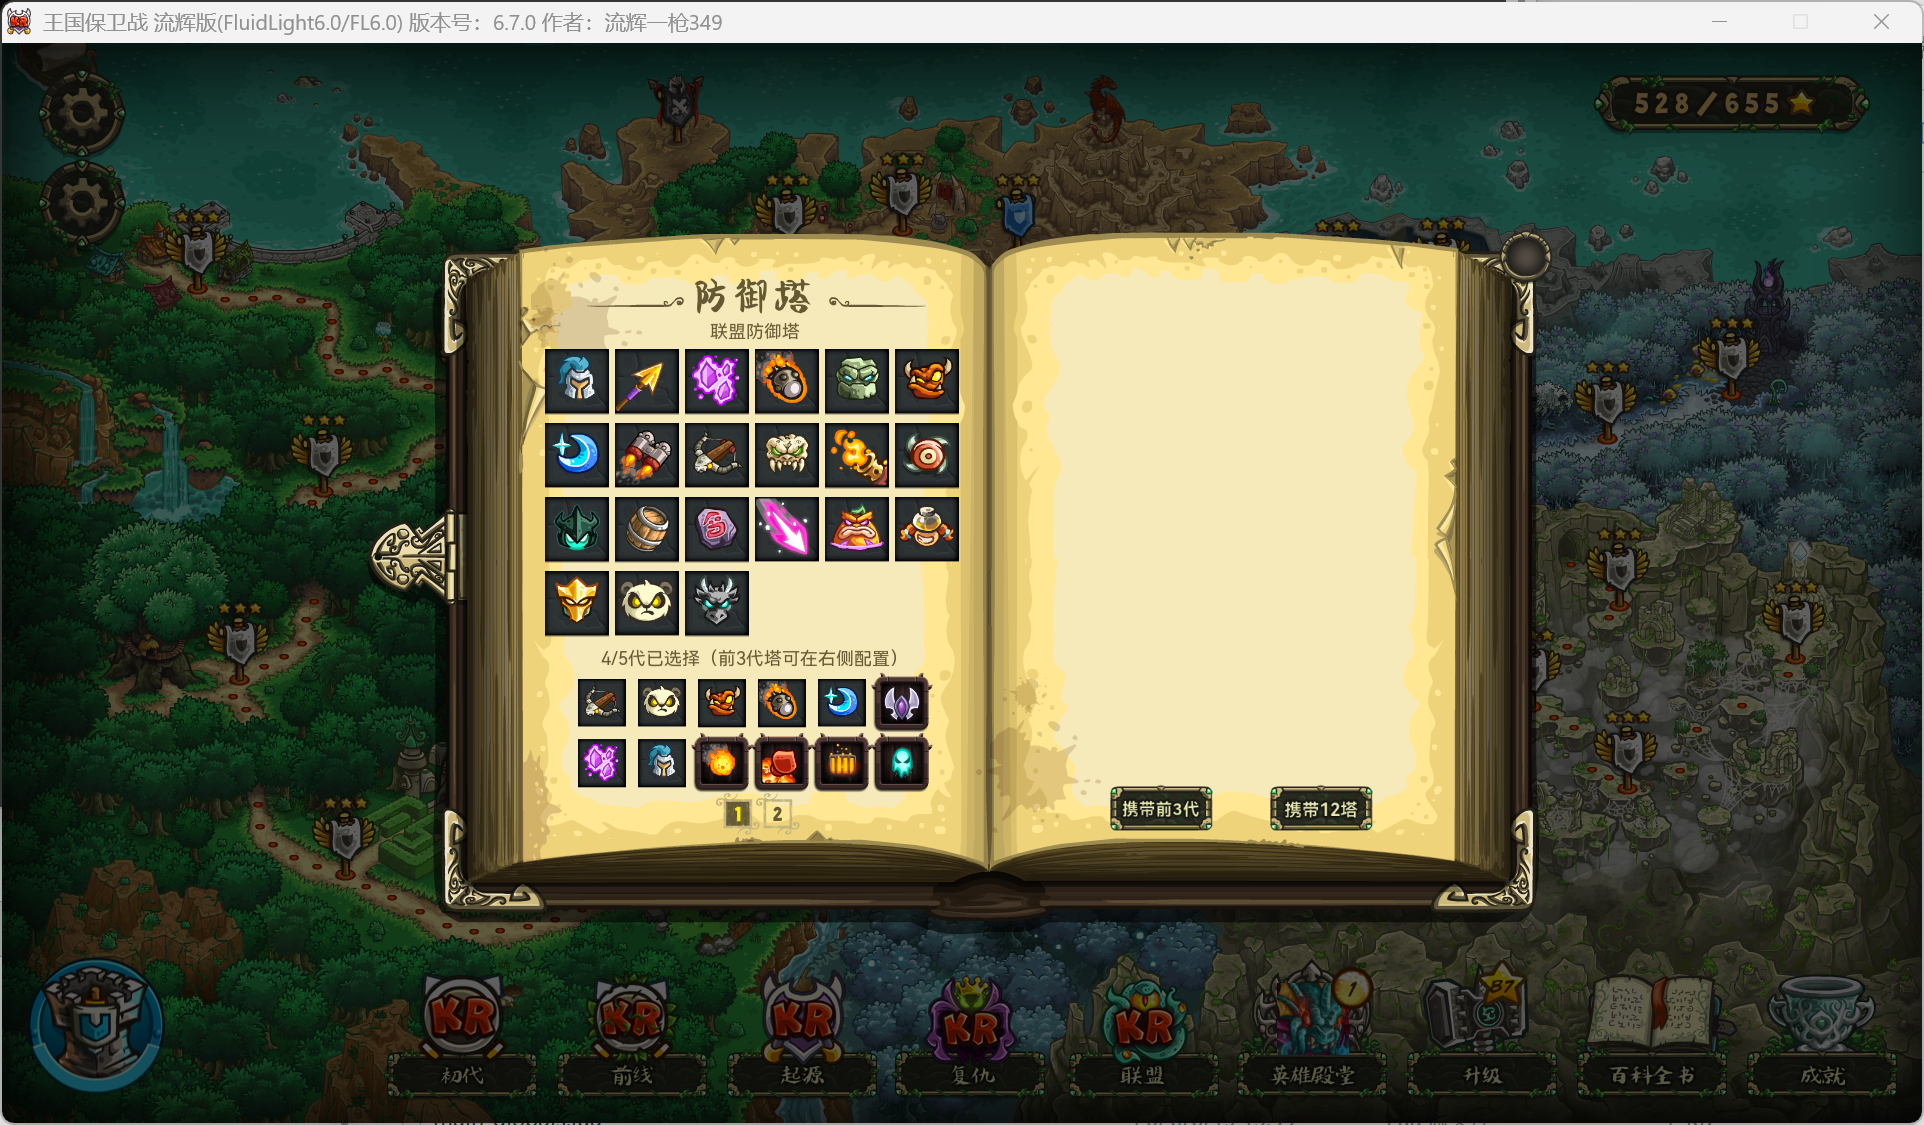 王国保卫战 流辉版(FluidLight6.0/FL6.0) 版本号：6.7.0 作者：流辉一枪349
528/655
防御塔
联盟防御塔
4/5代已选择（前3代塔可在右侧配置）
1 2
携带前3代 携带12塔
1
87
KR KR KR KR KR
初代 前线 起源 复仇 联盟 英雄殿堂 升级 百科全书 成就